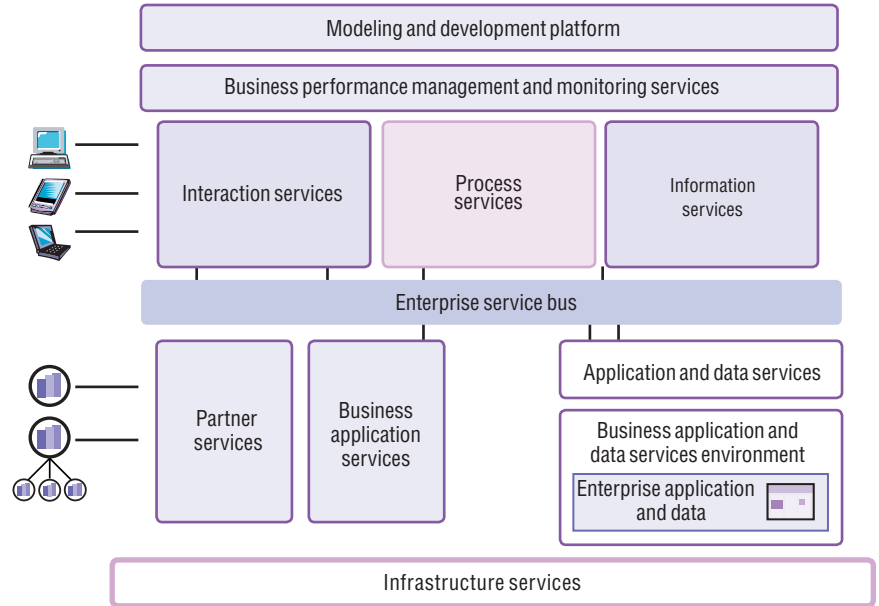 Modeling and development platform
Business performance management and monitoring services
Interaction services
Process
services
Information
services
Enterprise service bus
Partner
services
Business
application
services
Application and data services
Business application and
data services environment
Enterprise application
and data
Infrastructure services